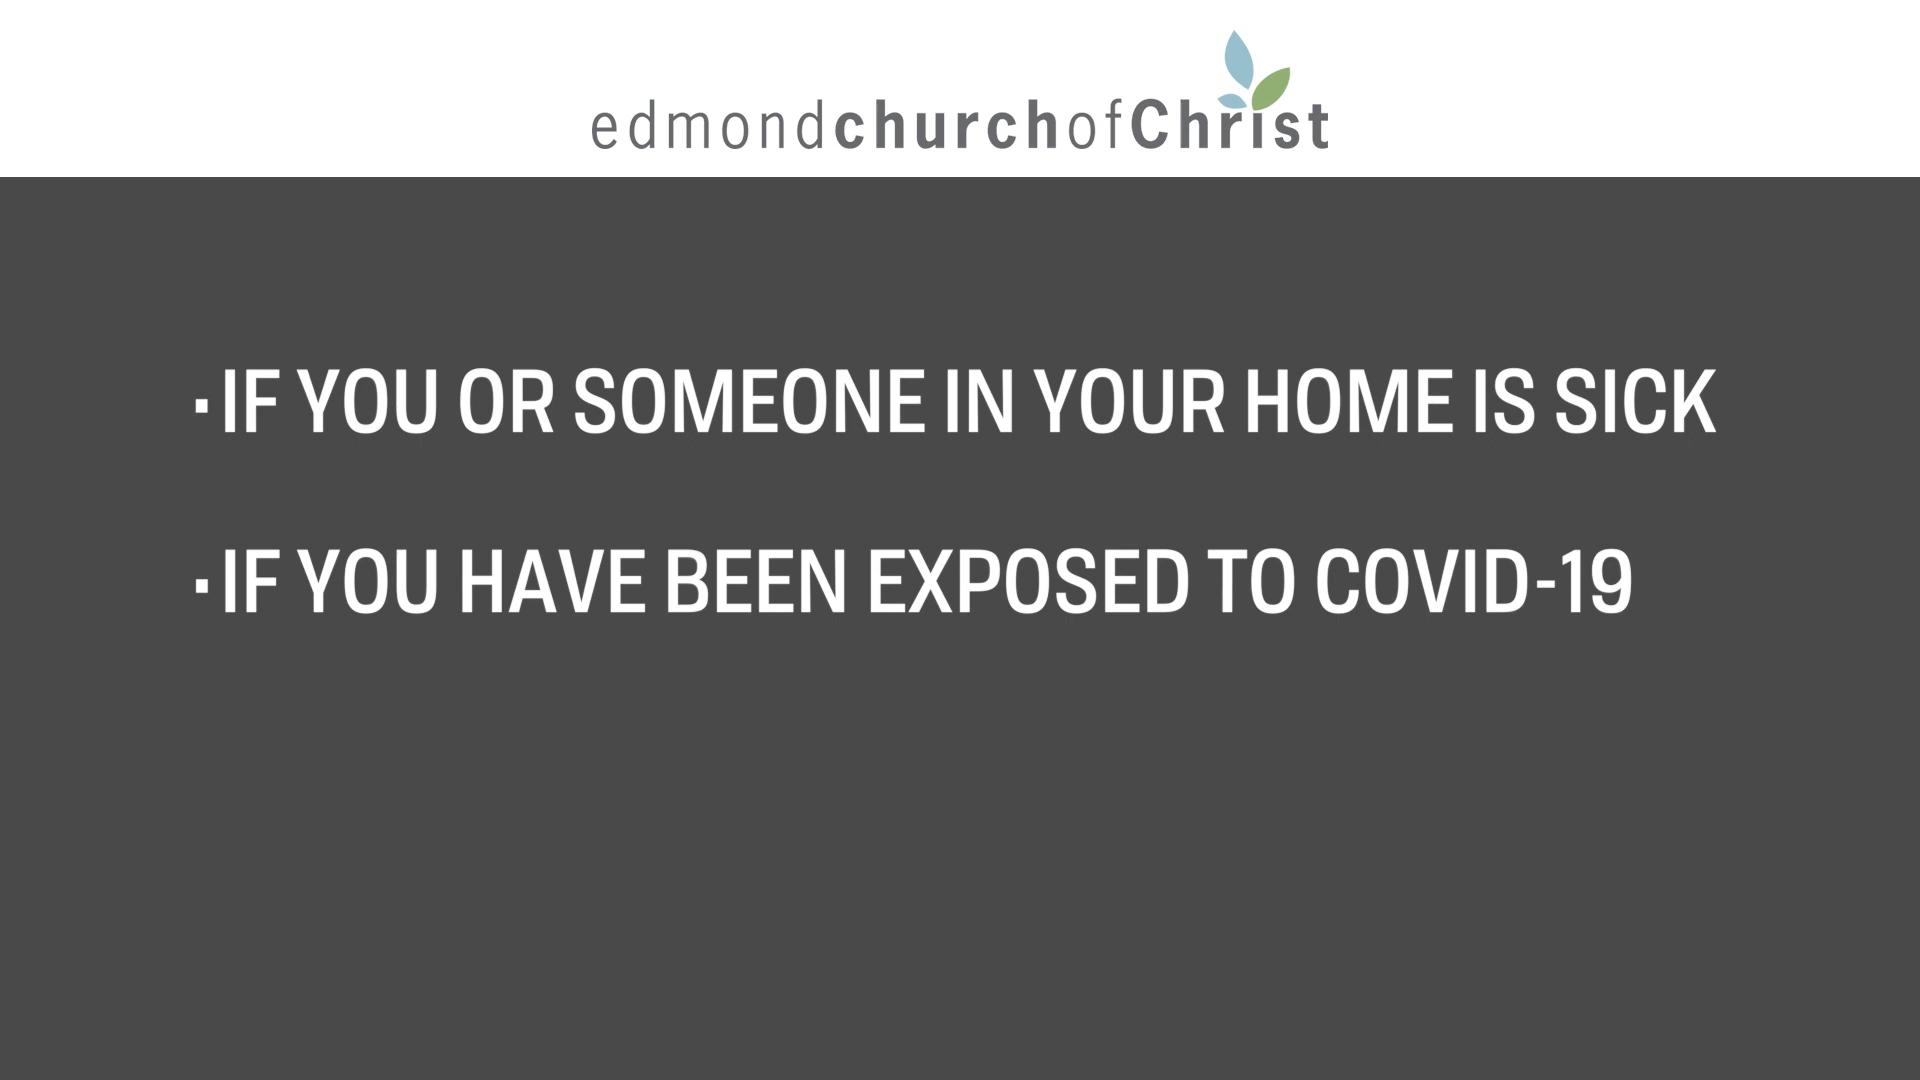 edmondchurchofChrist
·IF YOU OR SOMEONE IN YOUR HOME IS SICK
·IF YOU HAVE BEEN EXPOSED TO COVID-19